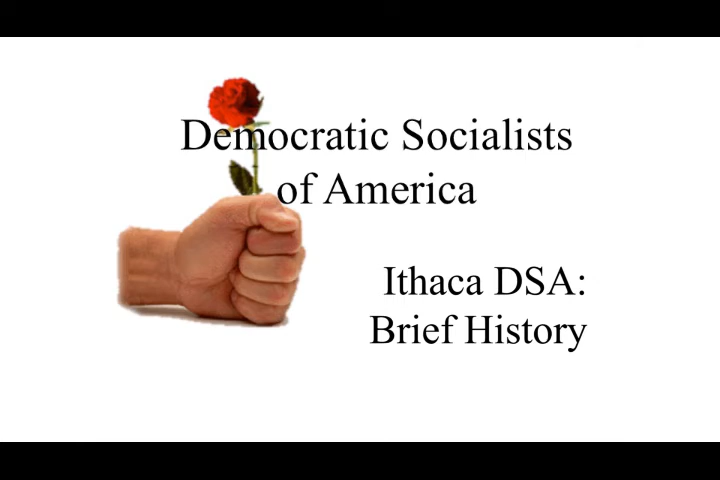 Democratic Socialists
of America
Ithaca DSA:
Brief History